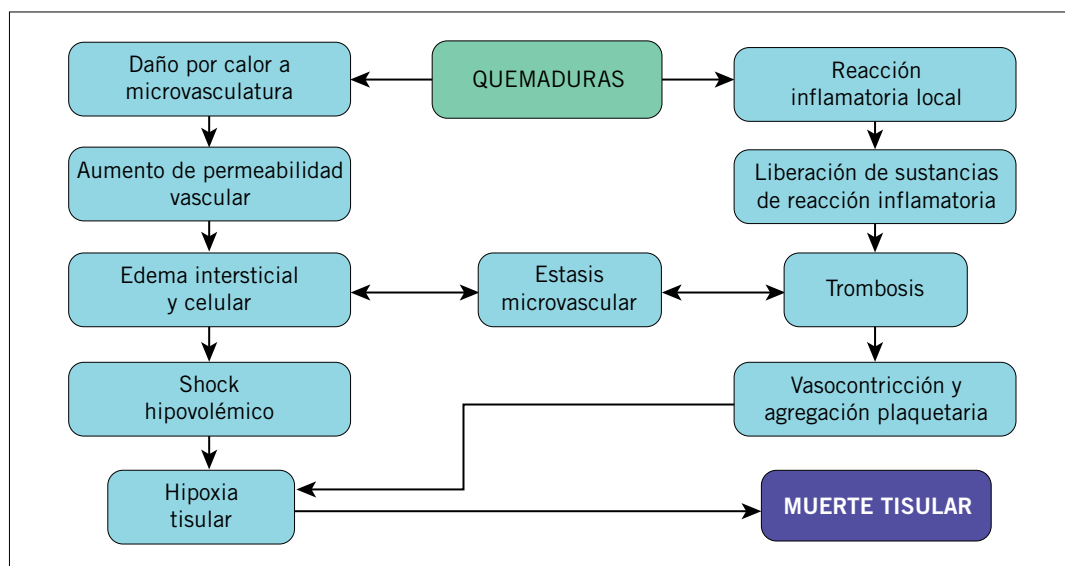 Daño por calor a
microvasculatura
QUEMADURAS
Reacción
inflamatoria local
Aumento de permeabilidad
vascular
Liberación de sustancias
de reacción inflamatoria
Edema intersticial
y celular
Estasis
microvascular
Trombosis
Shock
hipovolémico
Vasocontricción y
agregación plaquetaria
Hipoxia
tisular
MUERTE TISULAR